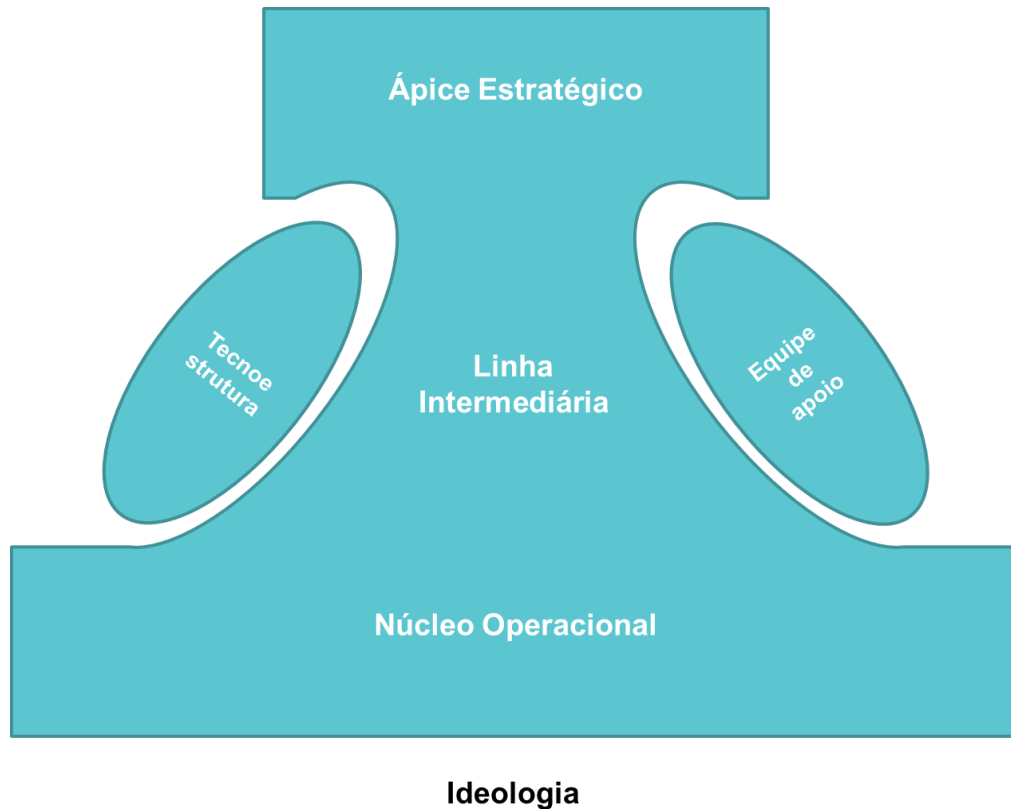 Ápice Estratégico
Tecnoe
strutura
Linha
Intermediária
Equipe
de
apoio
Núcleo Operacional
Ideologia